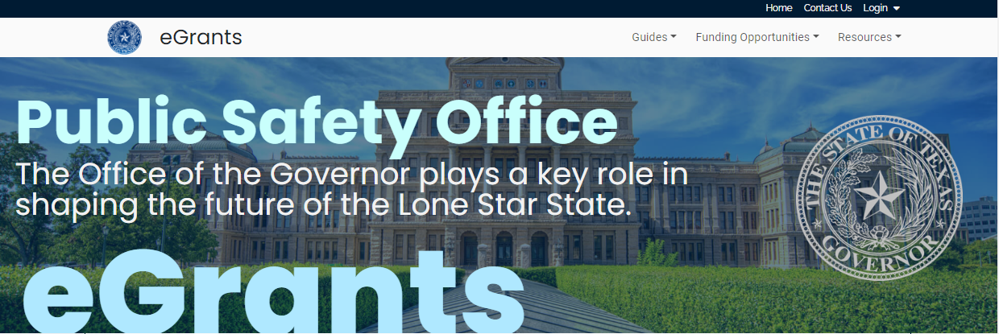 Home Contact Us Login
eGrants Guides Funding Opportunities Resources
Public Safety Office
The Office of the Governor plays a key role in
shaping the future of the Lone Star State.
THE STATE OF TEXAS
GOVERNOR
eGrants